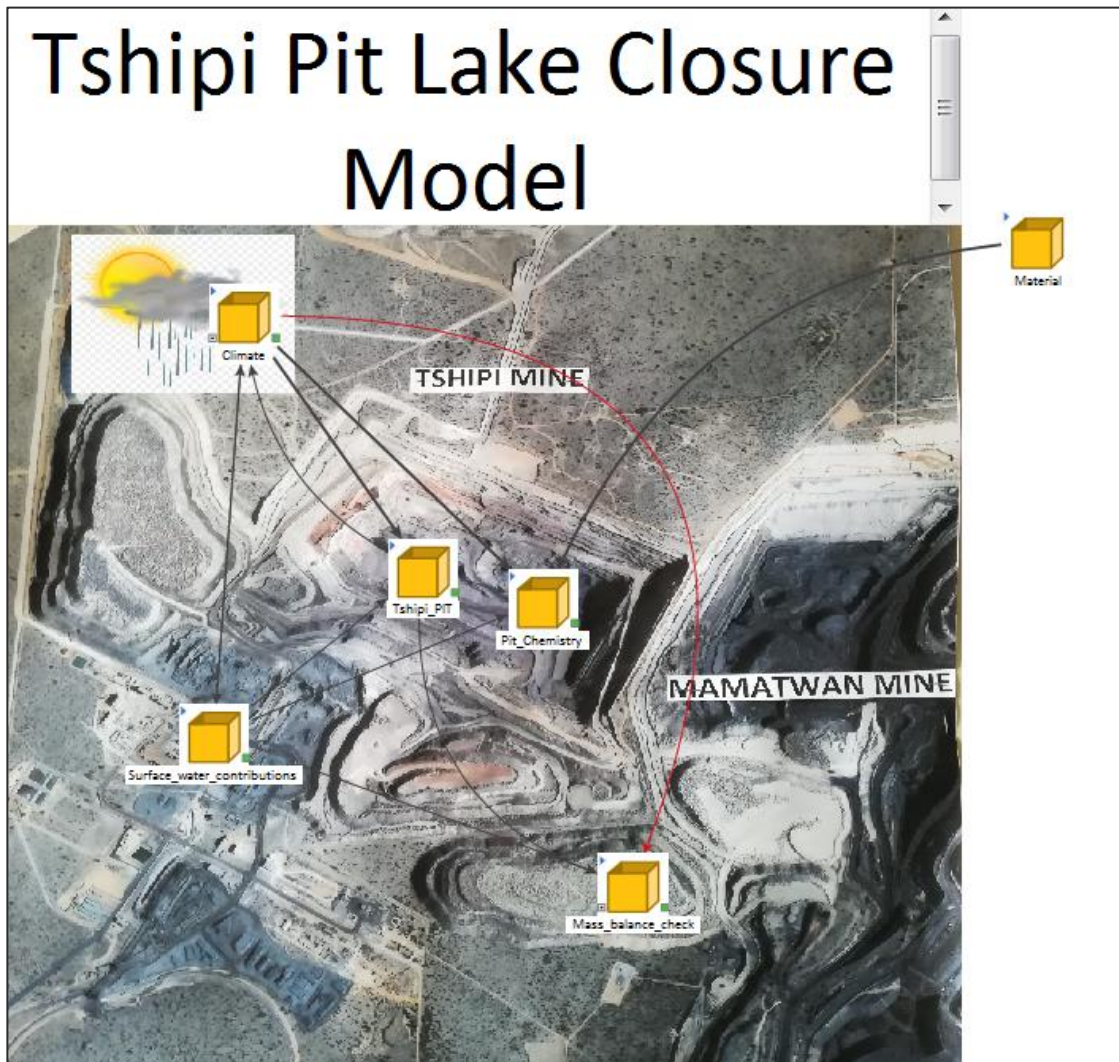 Tshipi Pit Lake Closure
Model
Material
Climate
TSHIPI MINE
Tshipi_PIT
Pit_Chemistry
MAMATWAN MINE
Surface_water_contributions
Mass_balance_check